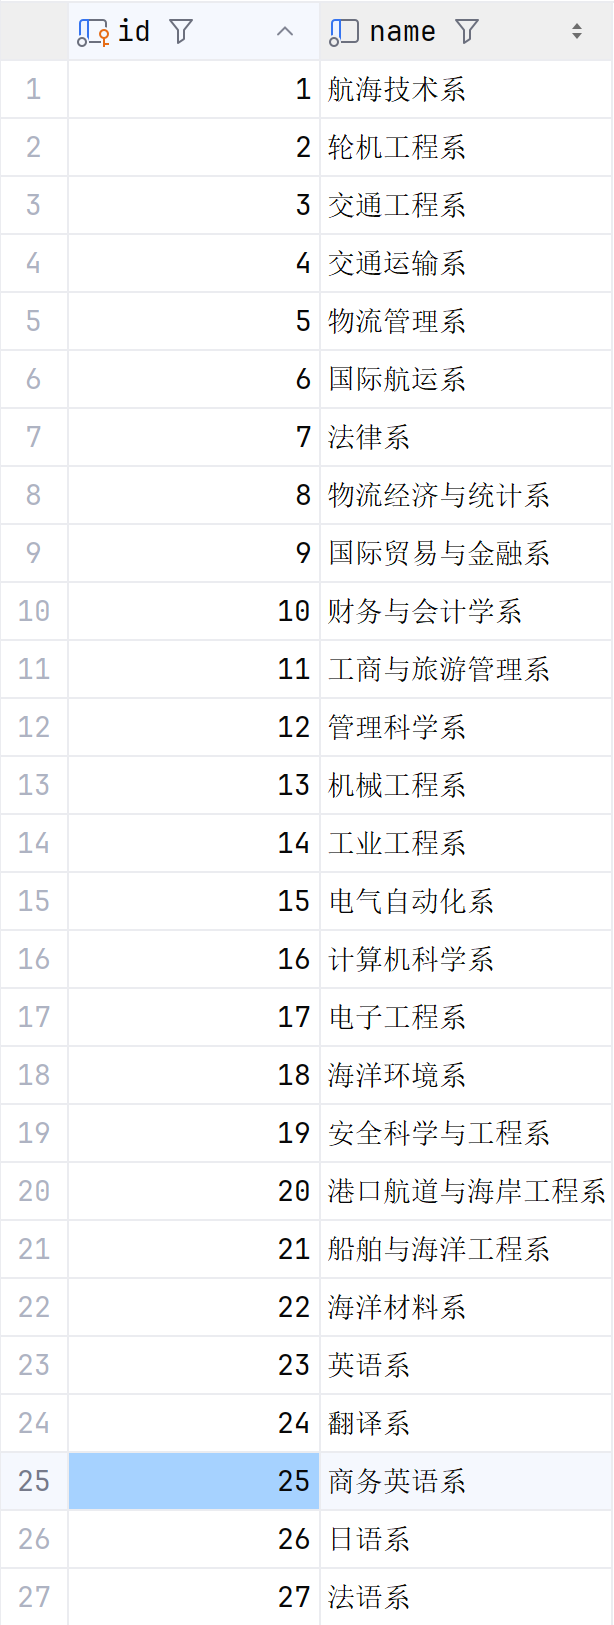 id name
1 1 航海技术系
2 2 轮机工程系
3 3 交通工程系
4 4 交通运输系
5 5 物流管理系
6 6 国际航运系
7 7 法律系
8 8 物流经济与统计系
9 9 国际贸易与金融系
10 10 财务与会计学系
11 11 工商与旅游管理系
12 12 管理科学系
13 13 机械工程系
14 14 工业工程系
15 15 电气自动化系
16 16 计算机科学系
17 17 电子工程系
18 18 海洋环境系
19 19 安全科学与工程系
20 20 港口航道与海岸工程系
21 21 船舶与海洋工程系
22 22 海洋材料系
23 23 英语系
24 24 翻译系
25 25 商务英语系
26 26 日语系
27 27 法语系